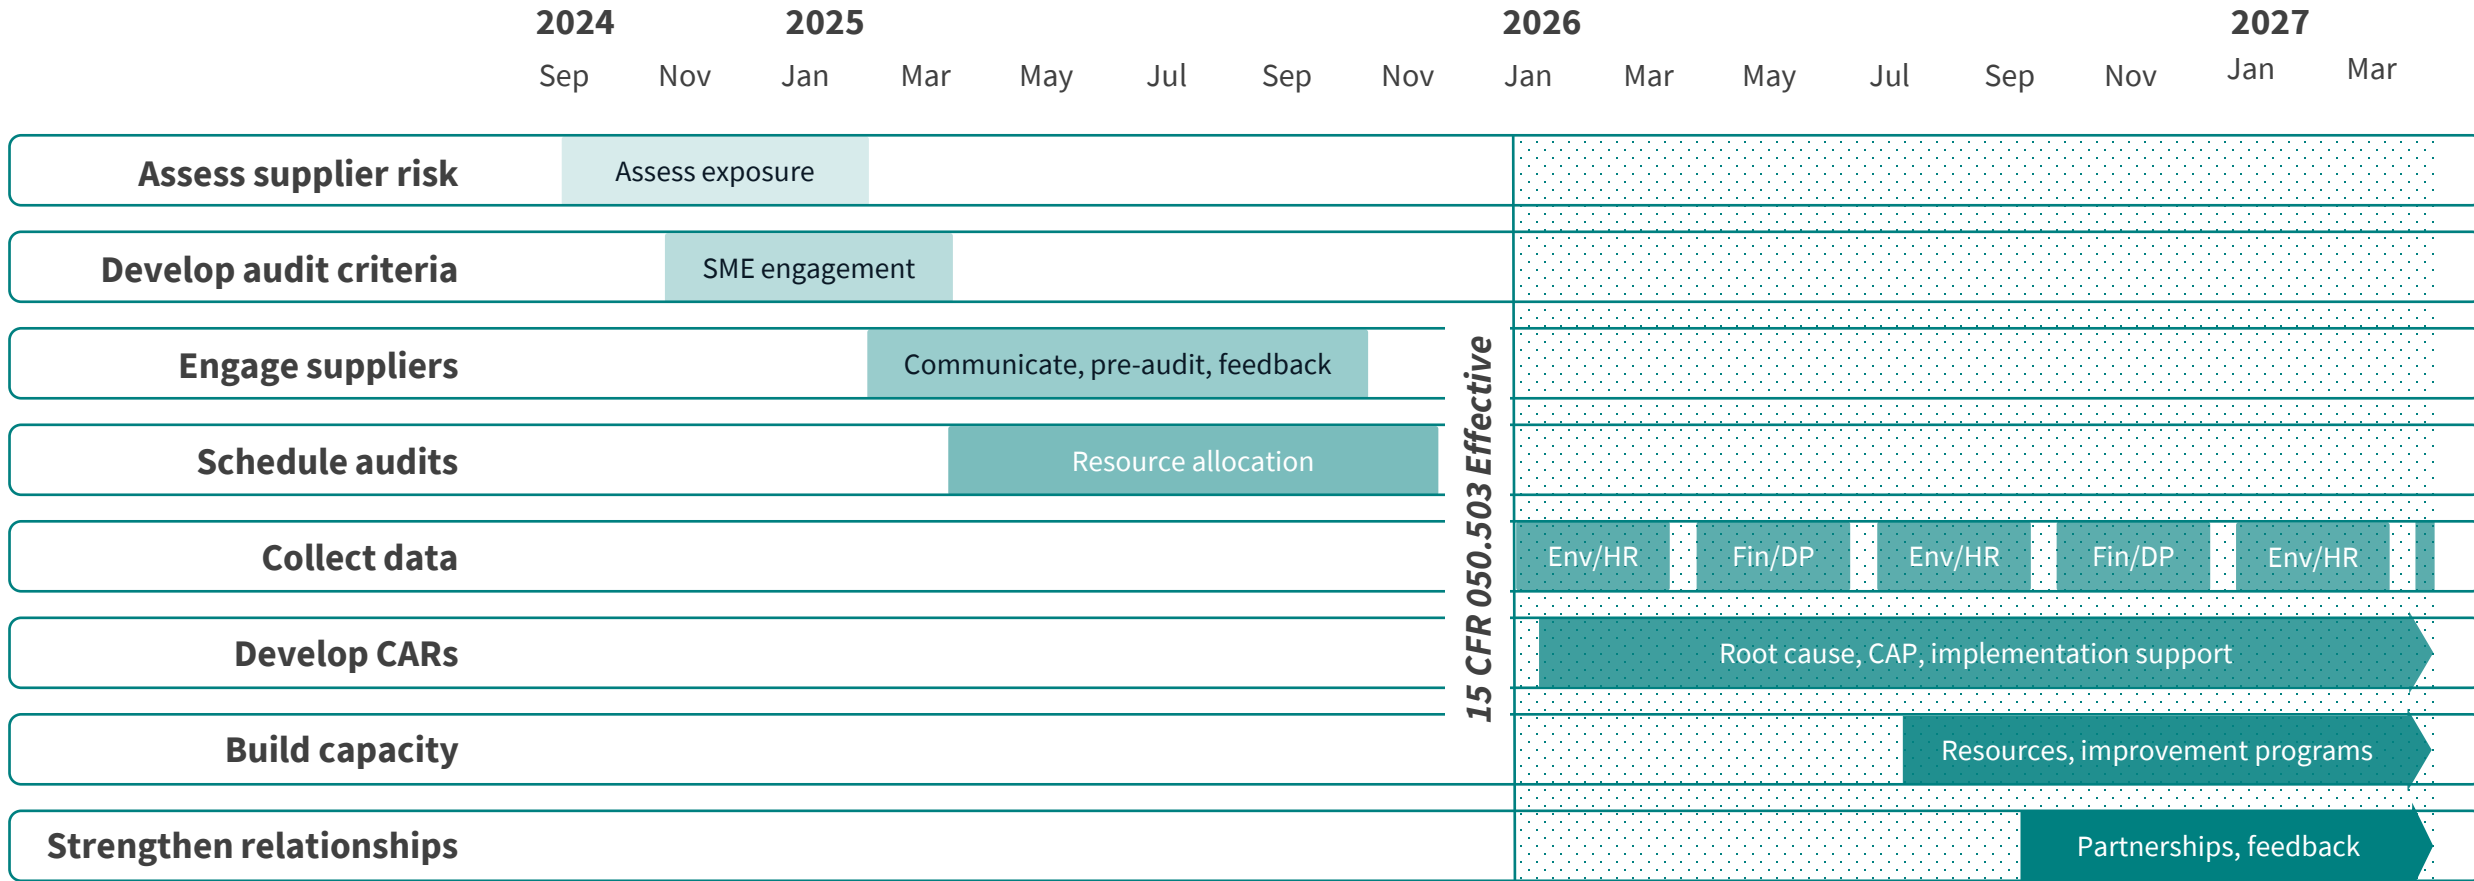 2024 2025 2026 2027
Sep Nov Jan Mar May Jul Sep Nov Jan Mar May Jul Sep Nov Jan Mar
Assess supplier risk Assess exposure
Develop audit criteria SME engagement
Engage suppliers Communicate, pre-audit, feedback
Schedule audits Resource allocation
15 CFR 050.503 Effective
Collect data Env/HR Fin/DP Env/HR Fin/DP Env/HR
Develop CARs Root cause, CAP, implementation support
Build capacity Resources, improvement programs
Strengthen relationships Partnerships, feedback